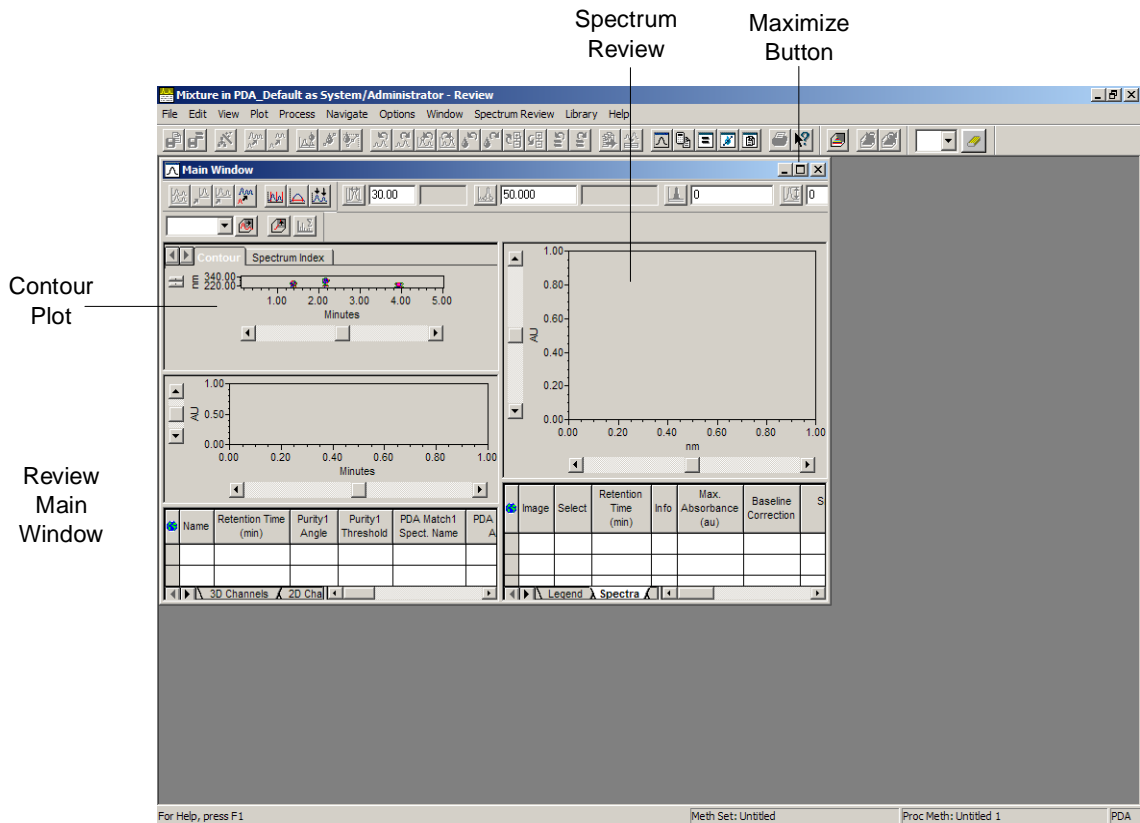 Spectrum
Review
Maximize
Button
Mixture in PDA_Default as System/Administrator - Review
File Edit View Plot Process Navigate Options Window Spectrum Review Library Help
Main Window
30.00
50.000
0
0
Contour
Spectrum Index
Contour
Plot
nm
340.00
220.00
1.00 2.00 3.00 4.00 5.00
Minutes
1.00
0.50
0.00
AU
0.00 0.20 0.40 0.60 0.80 1.00
Minutes
1.00
0.80
0.60
0.40
0.20
0.00
AU
0.00 0.20 0.40 0.60 0.80 1.00
nm
Review
Main
Window
Name
Retention Time
(min)
Purity1
Angle
Purity1
Threshold
PDA Match1
Spect. Name
PDA
A
3D Channels
2D Cha
Image
Select
Retention
Time
(min)
Info
Max.
Absorbance
(au)
Baseline
Correction
S
Legend
Spectra
For Help, press F1
Meth Set: Untitled
Proc Meth: Untitled 1
PDA